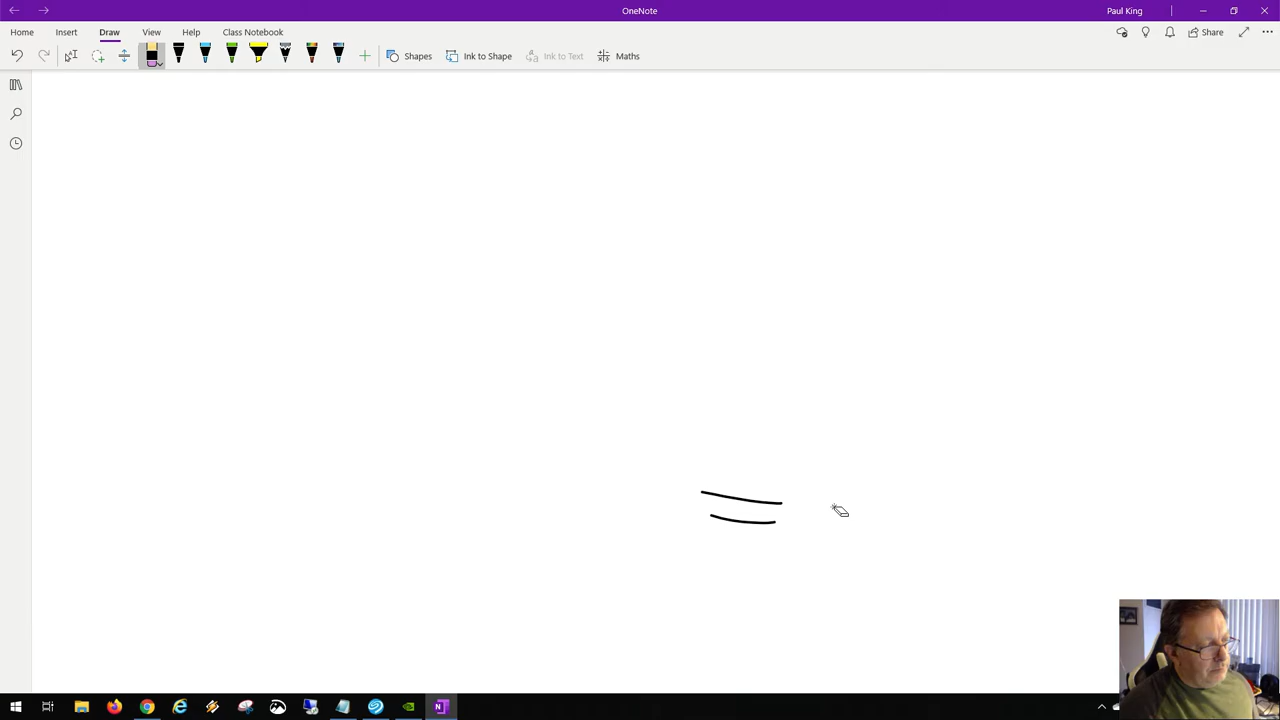 OneNote
Paul King
Home Insert Draw View Help Class Notebook
Share
Shapes Ink to Shape Ink to Text Maths